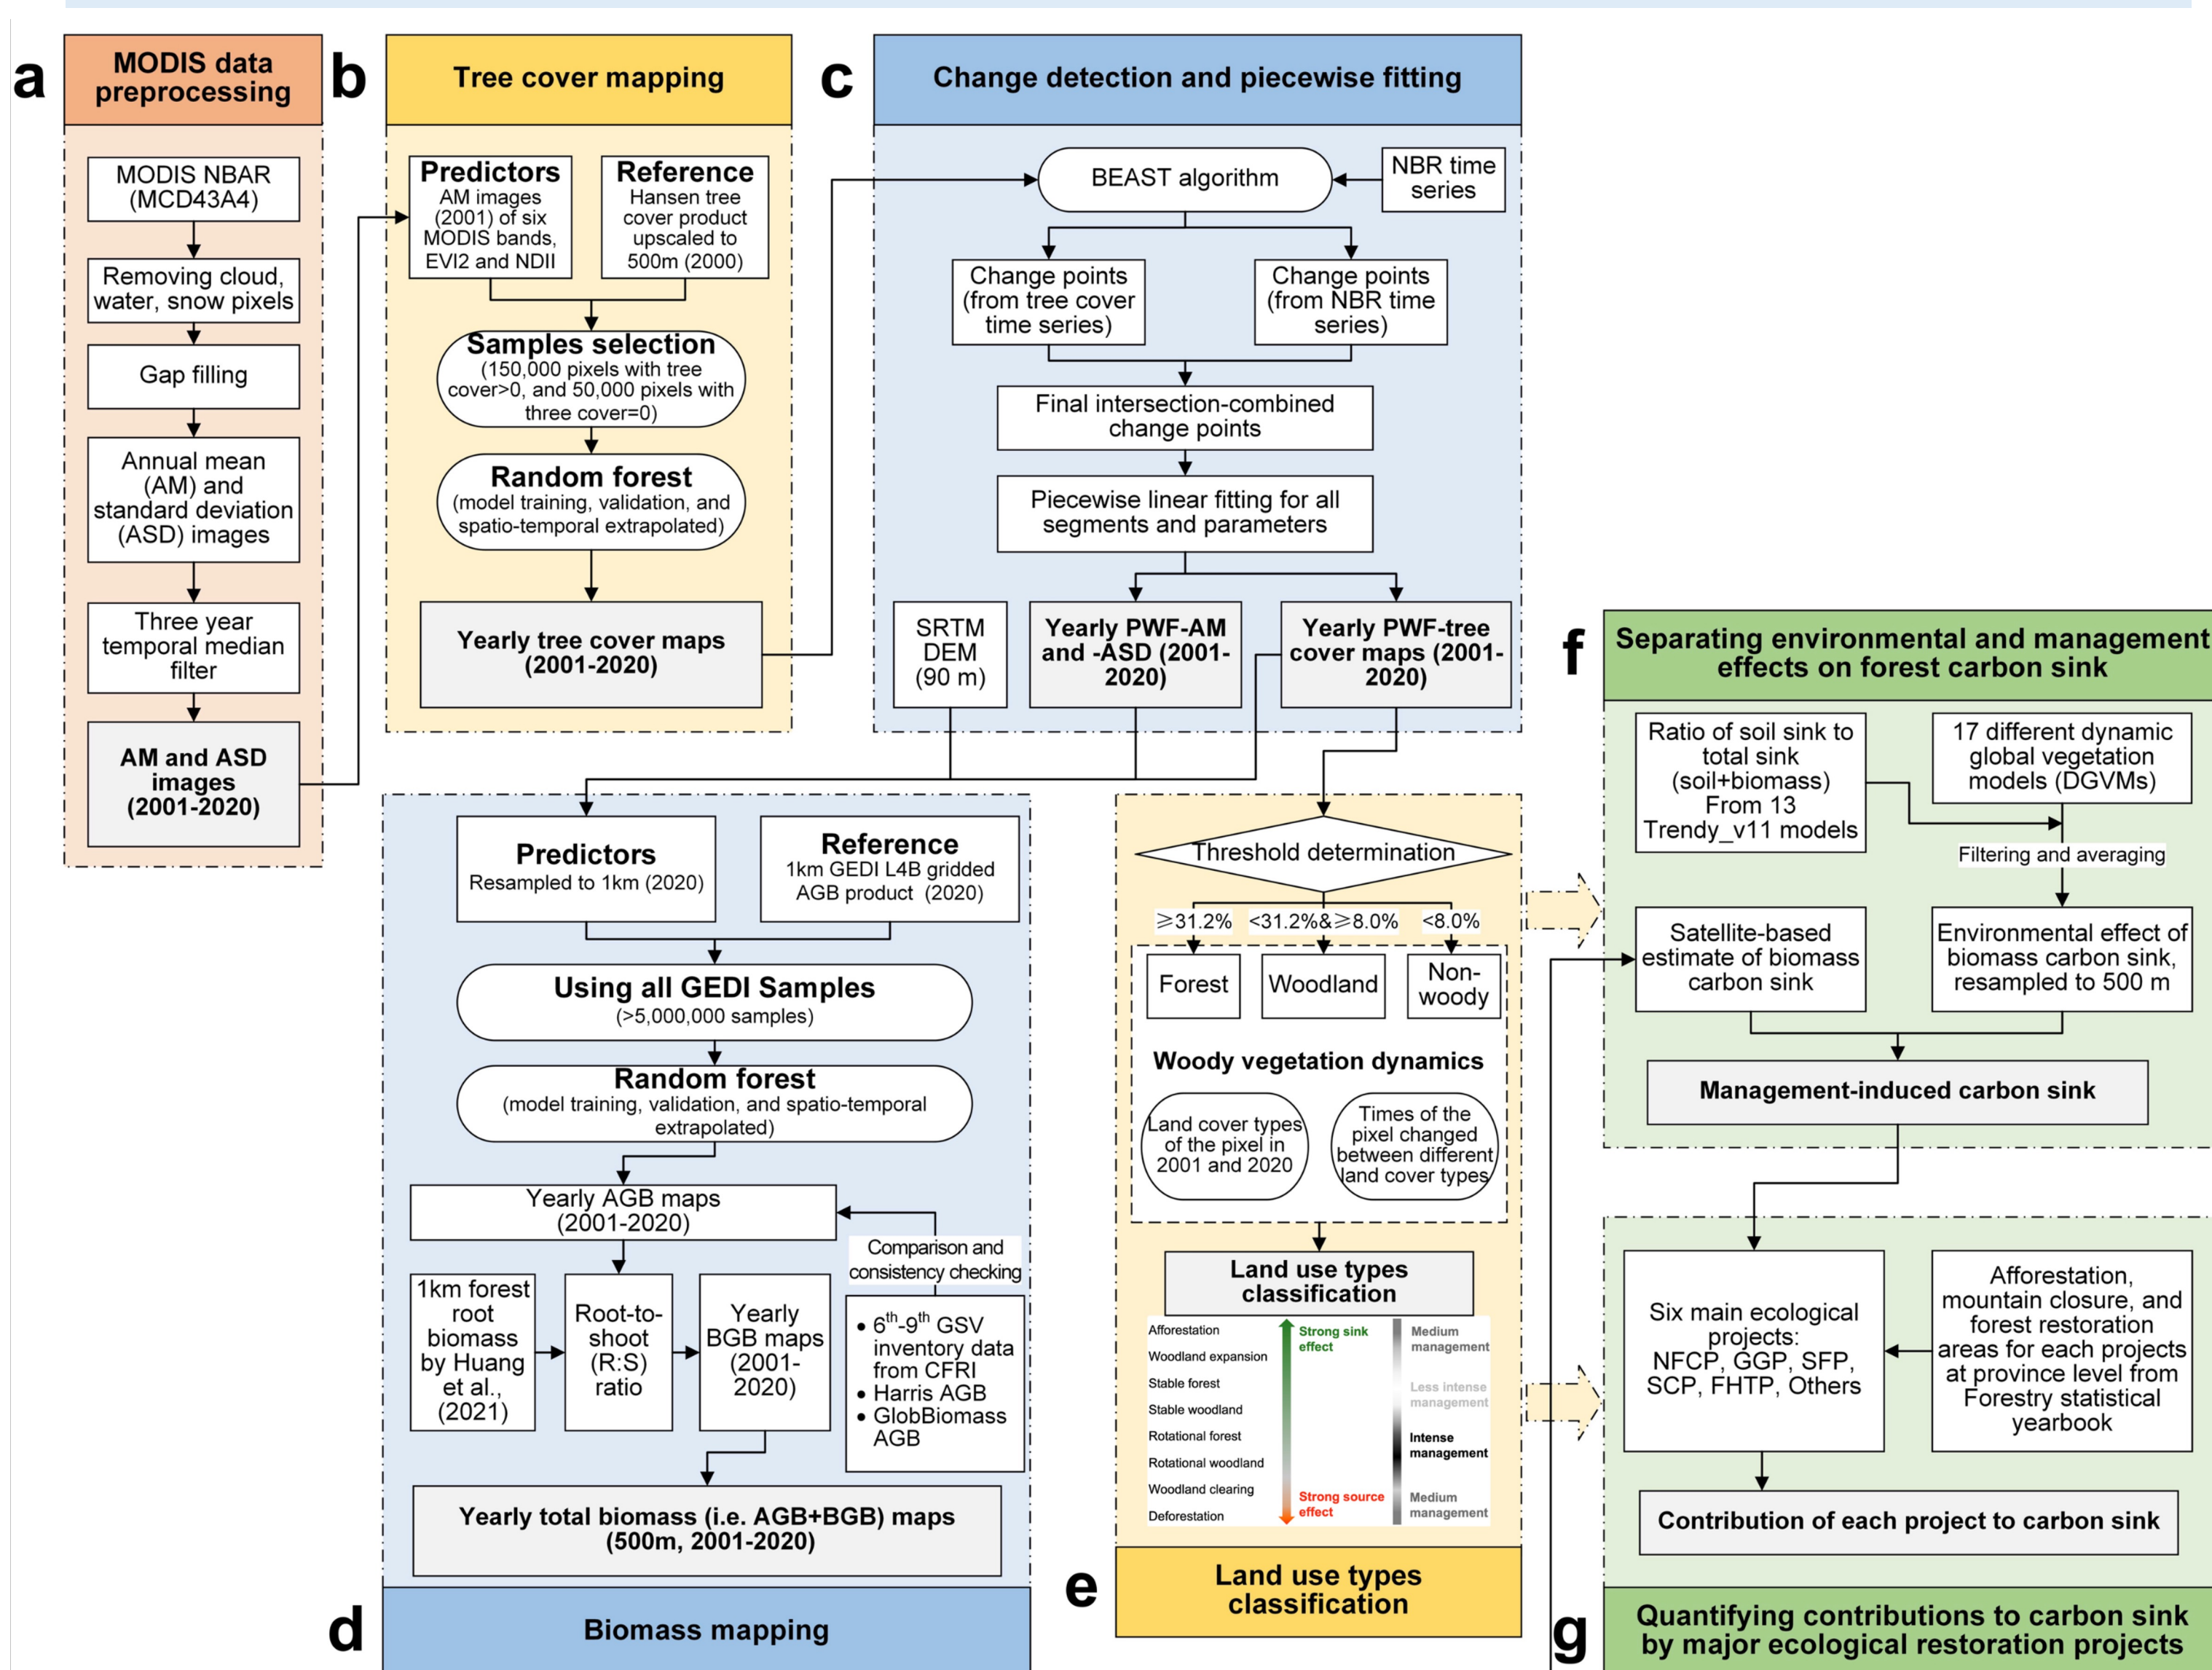 a
MODIS data
preprocessing
MODIS NBAR
(MCD43A4)
Removing cloud,
water, snow pixels
Gap filling
Annual mean
(AM) and
standard deviation
(ASD) images
Three year
temporal median
filter
AM and ASD
images
(2001-2020)
b
Tree cover mapping
Predictors
AM images
(2001) of six
MODIS bands,
EVI2 and NDII
Reference
Hansen tree
cover product
upscaled to
500m (2000)
Samples selection
(150,000 pixels with tree
cover>0, and 50,000 pixels with
three cover=0)
Random forest
(model training, validation, and
spatio-temporal extrapolated)
Yearly tree cover maps
(2001-2020)
c
Change detection and piecewise fitting
BEAST algorithm
NBR time
series
Change points
(from tree cover
time series)
Change points
(from NBR time
series)
Final intersection-combined
change points
Piecewise linear fitting for all
segments and parameters
SRTM
DEM
(90 m)
Yearly PWF-AM
and -ASD (2001-
2020)
Yearly PWF-tree
cover maps (2001-
2020)
Predictors
Resampled to 1km (2020)
Reference
1km GEDI L4B gridded
AGB product (2020)
Using all GEDI Samples
(>5,000,000 samples)
Random forest
(model training, validation, and spatio-temporal
extrapolated)
Yearly AGB maps
(2001-2020)
Comparison and
consistency checking
1km forest
root
biomass
by Huang
et al.,
(2021)
Root-to-
shoot
(R:S)
ratio
Yearly
BGB maps
(2001-
2020)
• 6th-9th GSV
inventory data
from CFRI
• Harris AGB
• GlobBiomass
AGB
Yearly total biomass (i.e. AGB+BGB) maps
(500m, 2001-2020)
d
Biomass mapping
Threshold determination
≥31.2%
<31.2%&≥8.0%
<8.0%
Forest
Woodland
Non-
woody
Woody vegetation dynamics
Land cover types
of the pixel in
2001 and 2020
Times of the
pixel changed
between different
land cover types
Land use types
classification
Afforestation
Woodland expansion
Stable forest
Stable woodland
Rotational forest
Rotational woodland
Woodland clearing
Deforestation
Strong sink
effect
Strong source
effect
Medium
management
Less intense
management
Intense
management
Medium
management
e
Land use types
classification
f
Separating environmental and management
effects on forest carbon sink
Ratio of soil sink to
total sink
(soil+biomass)
From 13
Trendy_v11 models
17 different dynamic
global vegetation
models (DGVMs)
Filtering and averaging
Satellite-based
estimate of biomass
carbon sink
Environmental effect of
biomass carbon sink,
resampled to 500 m
Management-induced carbon sink
Six main ecological
projects:
NFCP, GGP, SFP,
SCP, FHTP, Others
Afforestation,
mountain closure, and
forest restoration
areas for each projects
at province level from
Forestry statistical
yearbook
Contribution of each project to carbon sink
g
Quantifying contributions to carbon sink
by major ecological restoration projects